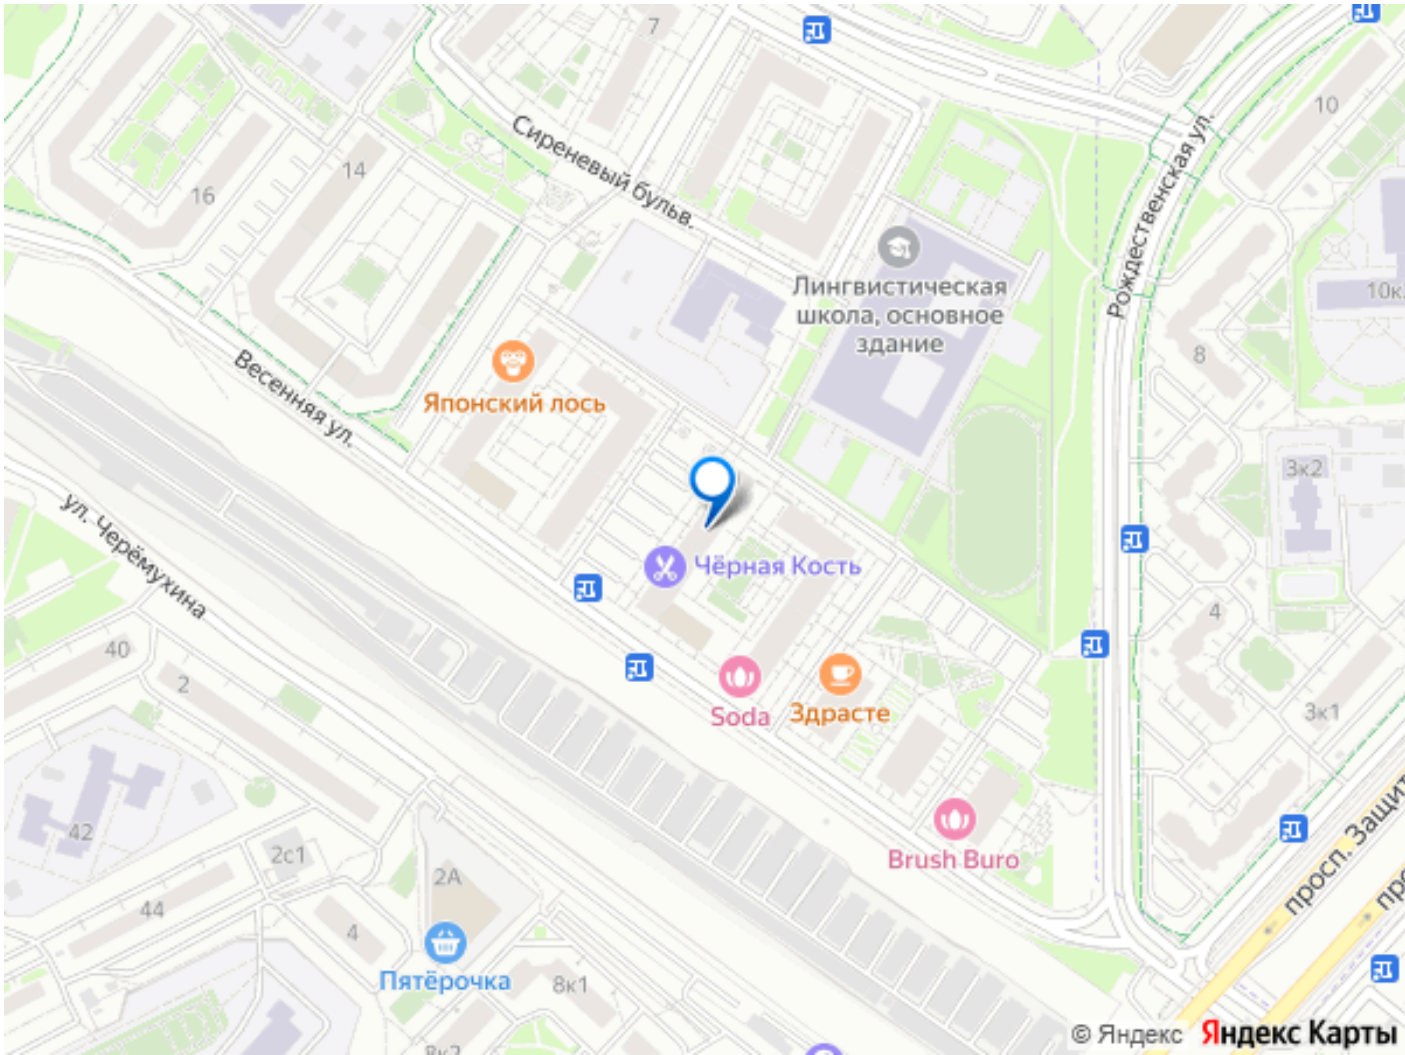 7
10
Сиреневый бульв.
Рождественская ул.
14
16
Лингвистическая
школа, основное
здание
10к.
8
Весенняя ул.
Японский лось
3к2
ул. Черёмухина
Чёрная Кость
4
40
2
Soda
Здрасте
3к1
42
2с1
Brush Buro
просп. Защит
2А
44
4
Пятёрочка
8к1
8к2
© Яндекс Яндекс Карты